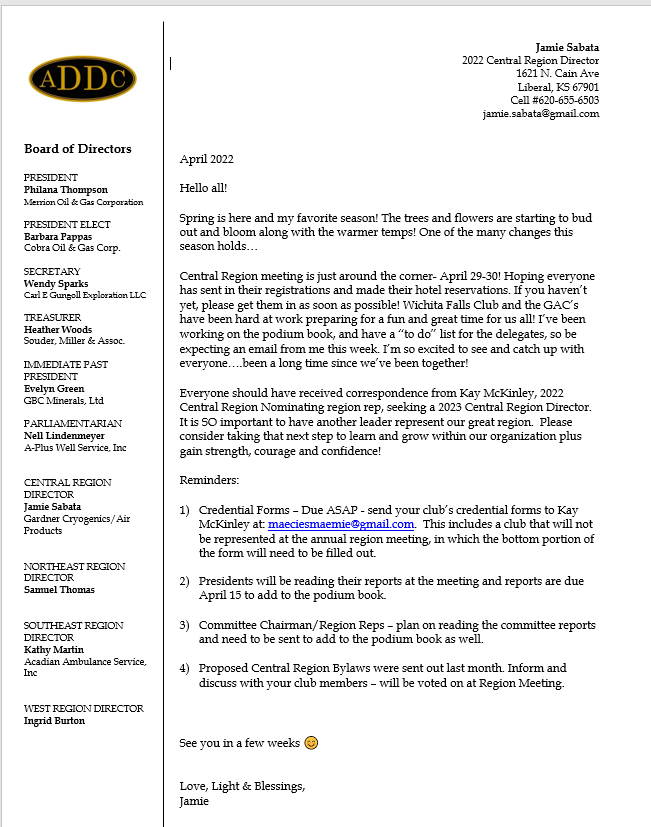 ADDC
Jamie Sabata
2022 Central Region Director
1621 N. Cain Ave
Liberal, KS 67901
Cell #620-655-6503
jamie.sabata@gmail.com
Board of Directors
PRESIDENT
Philana Thompson
Merrion Oil & Gas Corporation
PRESIDENT ELECT
Barbara Pappas
Cobra Oil & Gas Corp.
SECRETARY
Wendy Sparks
Carl E Gungoll Exploration LLC
TREASURER
Heather Woods
Souder, Miller & Assoc.
IMMEDIATE PAST
PRESIDENT
Evelyn Green
GBC Minerals, Ltd
PARLIAMENTARIAN
Nell Lindenmeyer
A-Plus Well Service, Inc
CENTRAL REGION
DIRECTOR
Jamie Sabata
Gardner Cryogenics/Air
Products
NORTHEAST REGION
DIRECTOR
Samuel Thomas
SOUTHEAST REGION
DIRECTOR
Kathy Martin
Acadian Ambulance Service,
Inc
WEST REGION DIRECTOR
Ingrid Burton
April 2022
Hello all!
Spring is here and my favorite season! The trees and flowers are starting to bud
out and bloom along with the warmer temps! One of the many changes this
season holds…
Central Region meeting is just around the corner- April 29-30! Hoping everyone
has sent in their registrations and made their hotel reservations. If you haven't
yet, please get them in as soon as possible! Wichita Falls Club and the GAC's
have been hard at work preparing for a fun and great time for us all! I've been
working on the podium book, and have a "to do" list for the delegates, so be
expecting an email from me this week. I'm so excited to see and catch up with
everyone….been a long time since we've been together!
Everyone should have received correspondence from Kay McKinley, 2022
Central Region Nominating region rep, seeking a 2023 Central Region Director.
It is SO important to have another leader represent our great region.  Please
consider taking that next step to learn and grow within our organization plus
gain strength, courage and confidence!
Reminders:
1) Credential Forms – Due ASAP - send your club's credential forms to Kay
McKinley at: maeciesmaemie@gmail.com.  This includes a club that will not
be represented at the annual region meeting, in which the bottom portion of
the form will need to be filled out.
2) Presidents will be reading their reports at the meeting and reports are due
April 15 to add to the podium book.
3) Committee Chairman/Region Reps – plan on reading the committee reports
and need to be sent to add to the podium book as well.
4) Proposed Central Region Bylaws were sent out last month. Inform and
discuss with your club members – will be voted on at Region Meeting.
See you in a few weeks 😊
Love, Light & Blessings,
Jamie